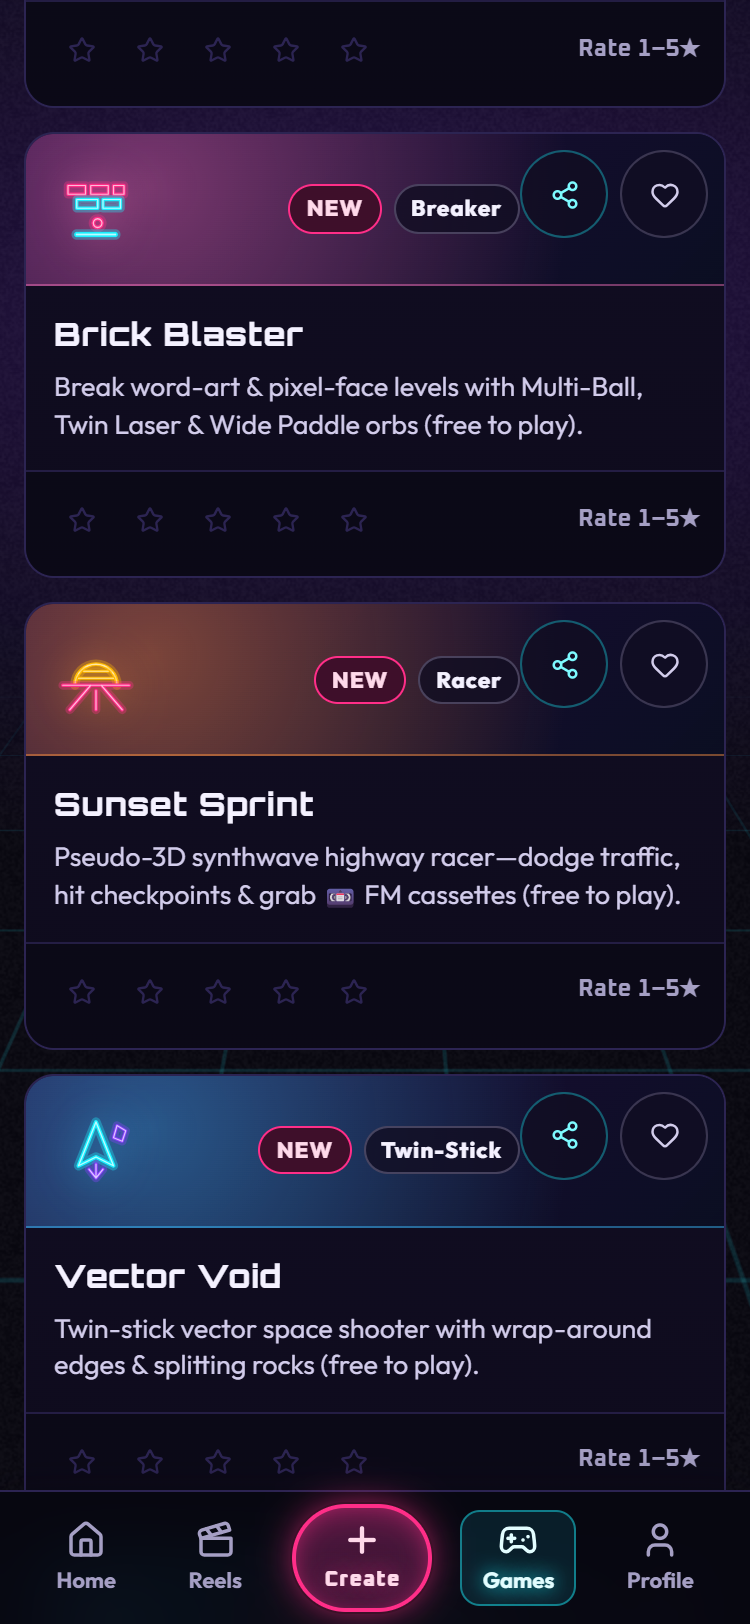 Rate 1–5★
NEW
Breaker
Brick Blaster
Break word-art & pixel-face levels with Multi-Ball,
Twin Laser & Wide Paddle orbs (free to play).
Rate 1–5★
NEW
Racer
Sunset Sprint
Pseudo-3D synthwave highway racer—dodge traffic,
hit checkpoints & grab 📼 FM cassettes (free to play).
Rate 1–5★
NEW
Twin-Stick
Vector Void
Twin-stick vector space shooter with wrap-around
edges & splitting rocks (free to play).
Rate 1–5★
Home
Reels
Create
Games
Profile